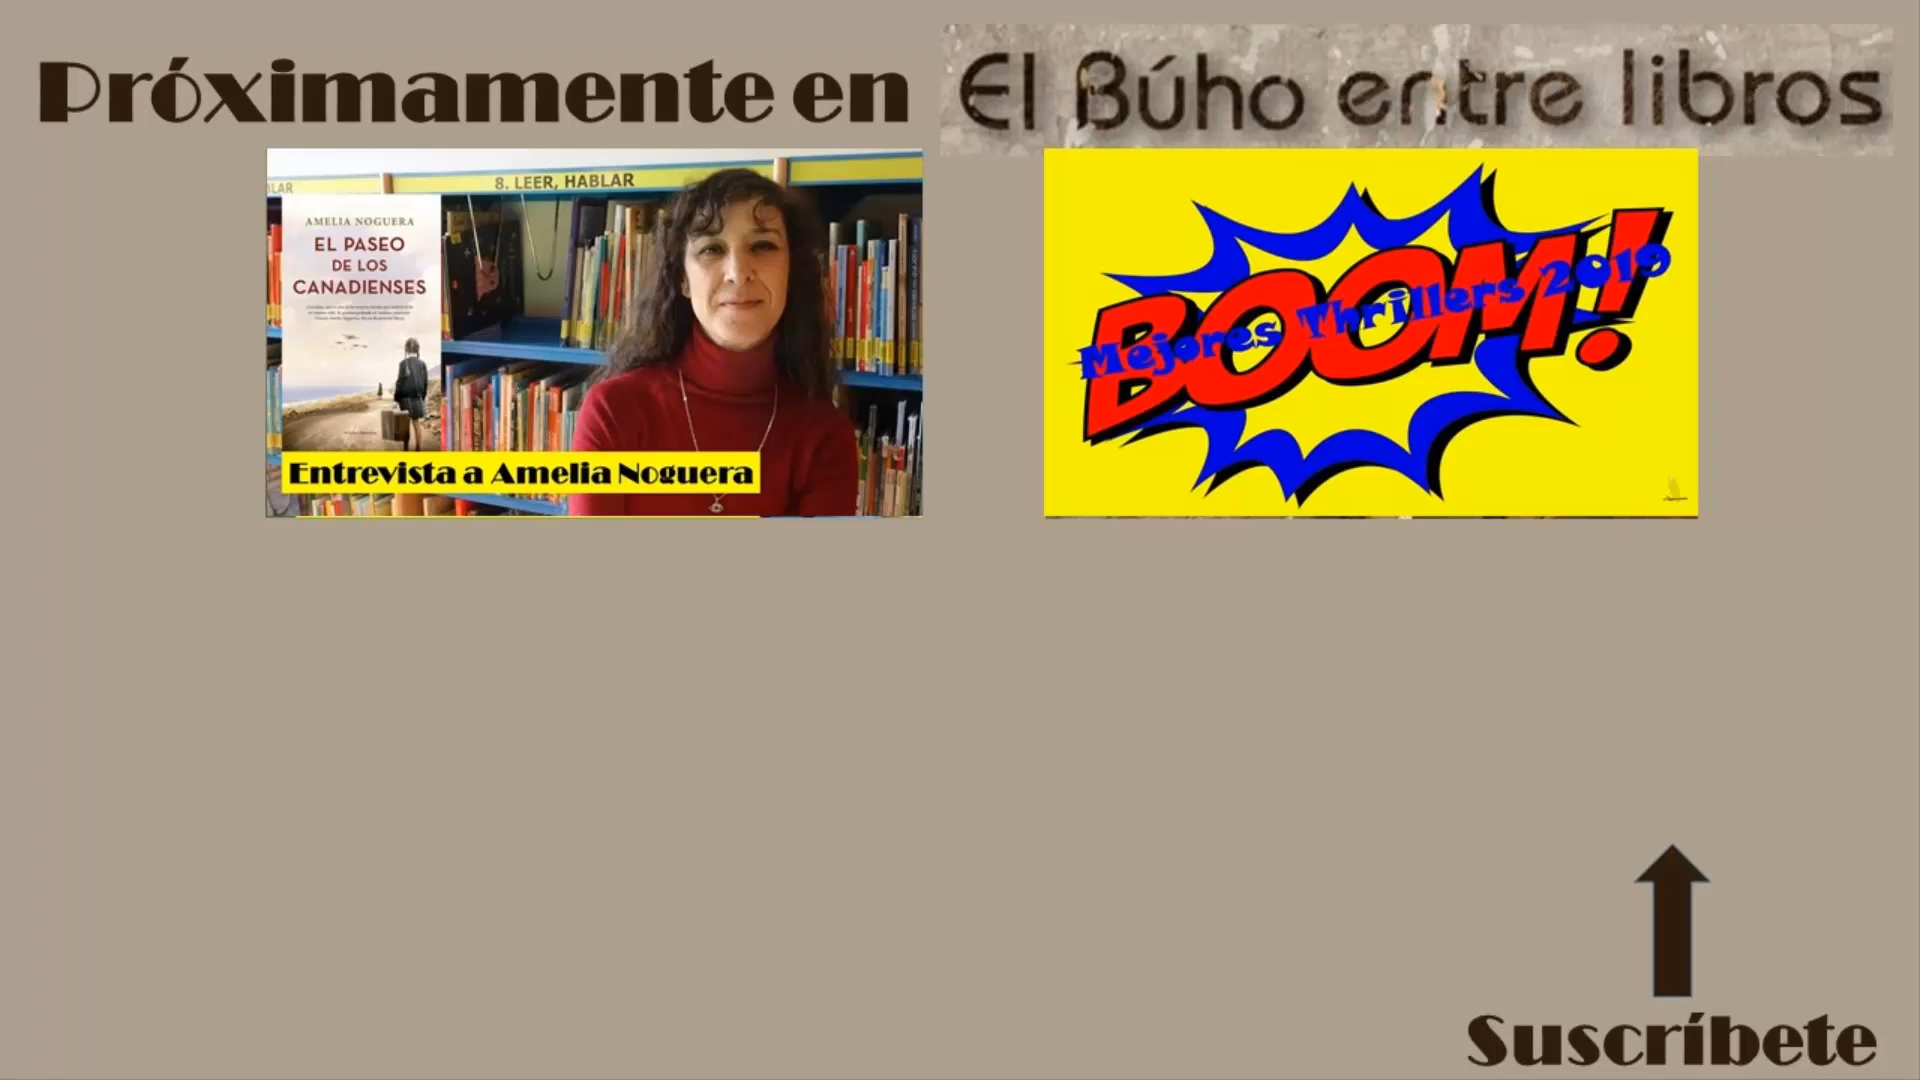 Próximamente en El Búho entre libros
LAR
8. LEER, HABLAR
AMELIA NOGUERA
EL PASEO
DE LOS
CANADIENSES
Entrevista a Amelia Noguera
BOOM!
Mejores Thrillers 2019
Suscríbete